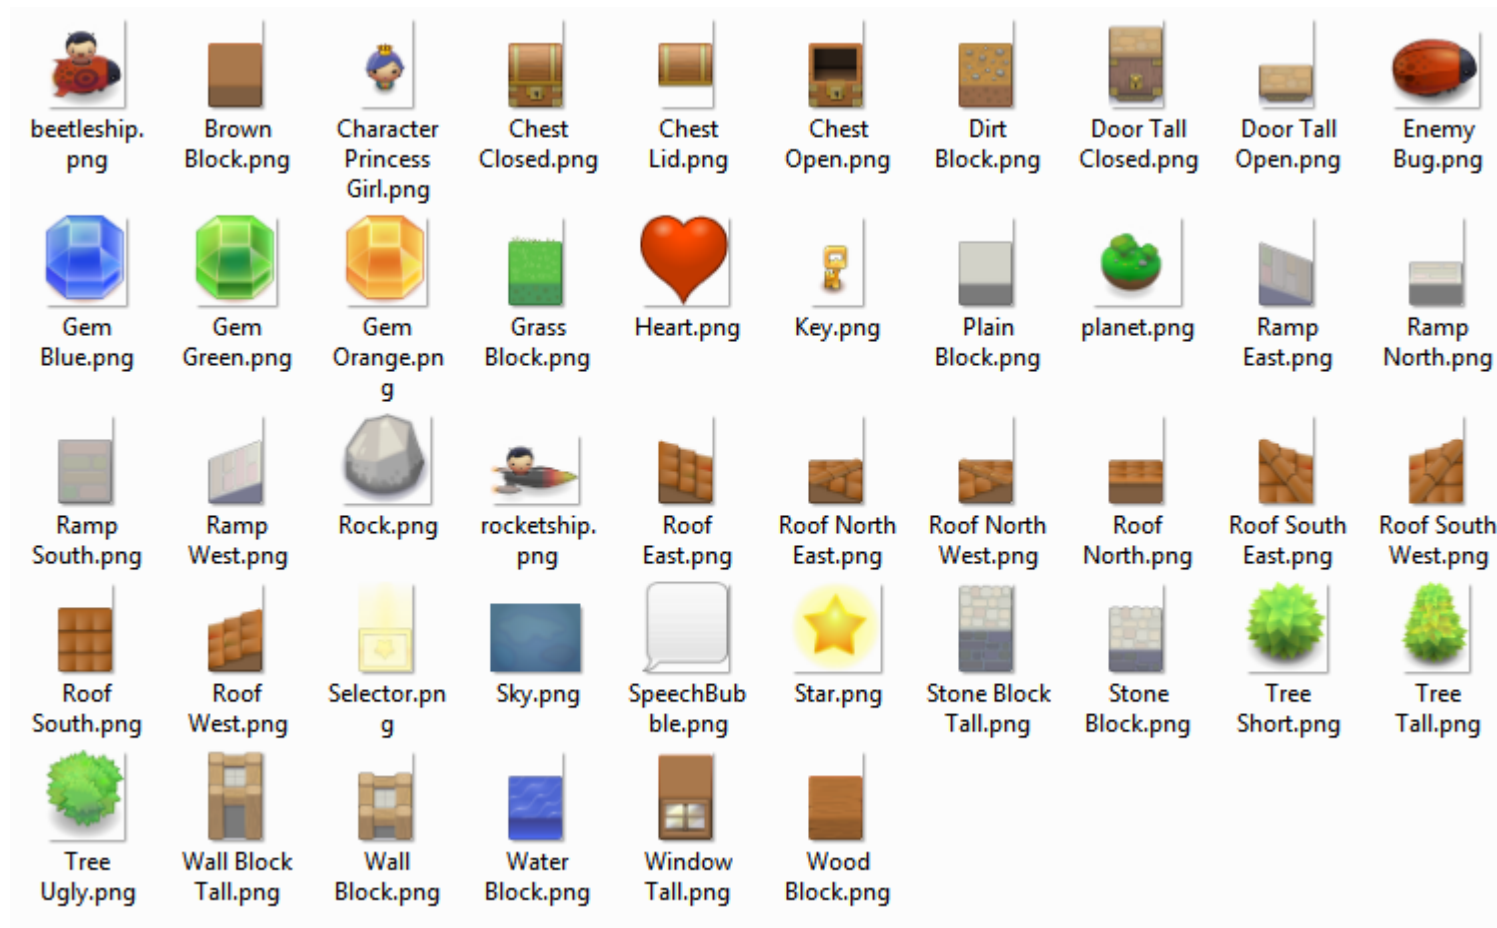 beetleship.
png
Brown
Block.png
Character
Princess
Girl.png
Chest
Closed.png
Chest
Lid.png
Chest
Open.png
Dirt
Block.png
Door Tall
Closed.png
Door Tall
Open.png
Enemy
Bug.png
Gem
Blue.png
Gem
Green.png
Gem
Orange.pn
g
Grass
Block.png
Heart.png
Key.png
Plain
Block.png
planet.png
Ramp
East.png
Ramp
North.png
Ramp
South.png
Ramp
West.png
Rock.png
rocketship.
png
Roof
East.png
Roof North
East.png
Roof North
West.png
Roof
North.png
Roof South
East.png
Roof South
West.png
Roof
South.png
Roof
West.png
Selector.pn
g
Sky.png
SpeechBub
bble.png
Star.png
Stone Block
Tall.png
Stone
Block.png
Tree
Short.png
Tree
Tall.png
Tree
Ugly.png
Wall Block
Tall.png
Wall
Block.png
Water
Block.png
Window
Tall.png
Wood
Block.png